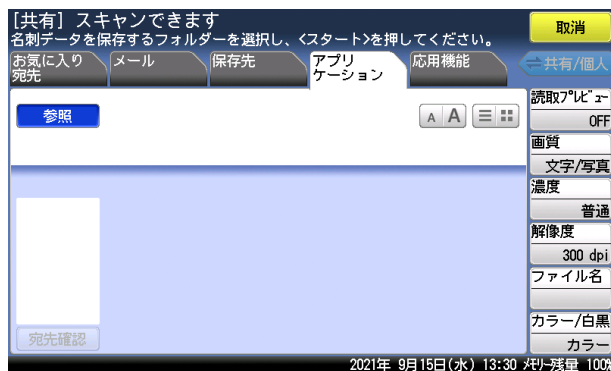 [共有] スキャンできます
名刺データを保存するフォルダーを選択し、<スタート>を押してください。
取消
お気に入り
宛先
メール
保存先
アプリ
ケーション
応用機能
共有/個人
参照
A A
読取プレビュー
OFF
画質
文字/写真
濃度
普通
解像度
300 dpi
ファイル名
カラー/白黒
カラー
宛先確認
2021年 9月15日(水) 13:30 メモリー残量 100%